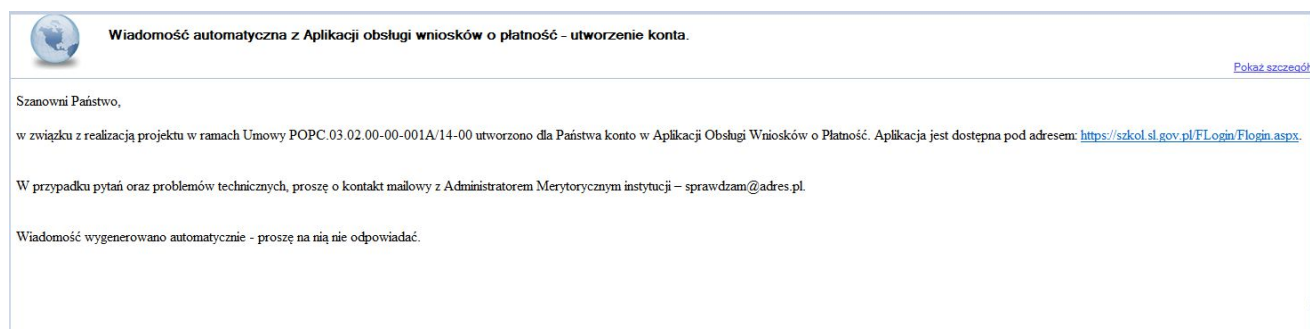 Wiadomość automatyczna z Aplikacji obsługi wniosków o płatność - utworzenie konta.
Pokaż szczegół
Szanowni Państwo,
w związku z realizacją projektu w ramach Umowy POPC.03.02.00-00-001A/14-00 utworzono dla Państwa konto w Aplikacji Obsługi Wniosków o Płatność. Aplikacja jest dostępna pod adresem: https://szkol.sl.gov.pl/FLogin/Flogin.aspx.
W przypadku pytań oraz problemów technicznych, proszę o kontakt mailowy z Administratorem Merytorycznym instytucji – sprawdzam@adres.pl.
Wiadomość wygenerowano automatycznie - proszę na nią nie odpowiadać.